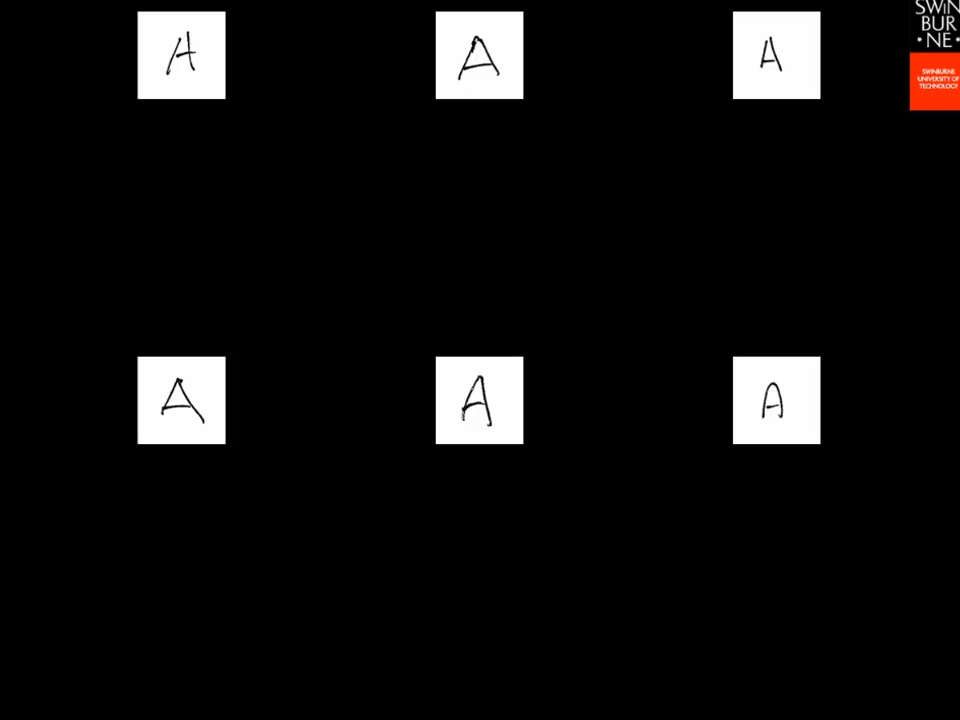 A A A
SWIN
BUR
* NE *
SWINBURNE
UNIVERSITY OF
TECHNOLOGY
A A A